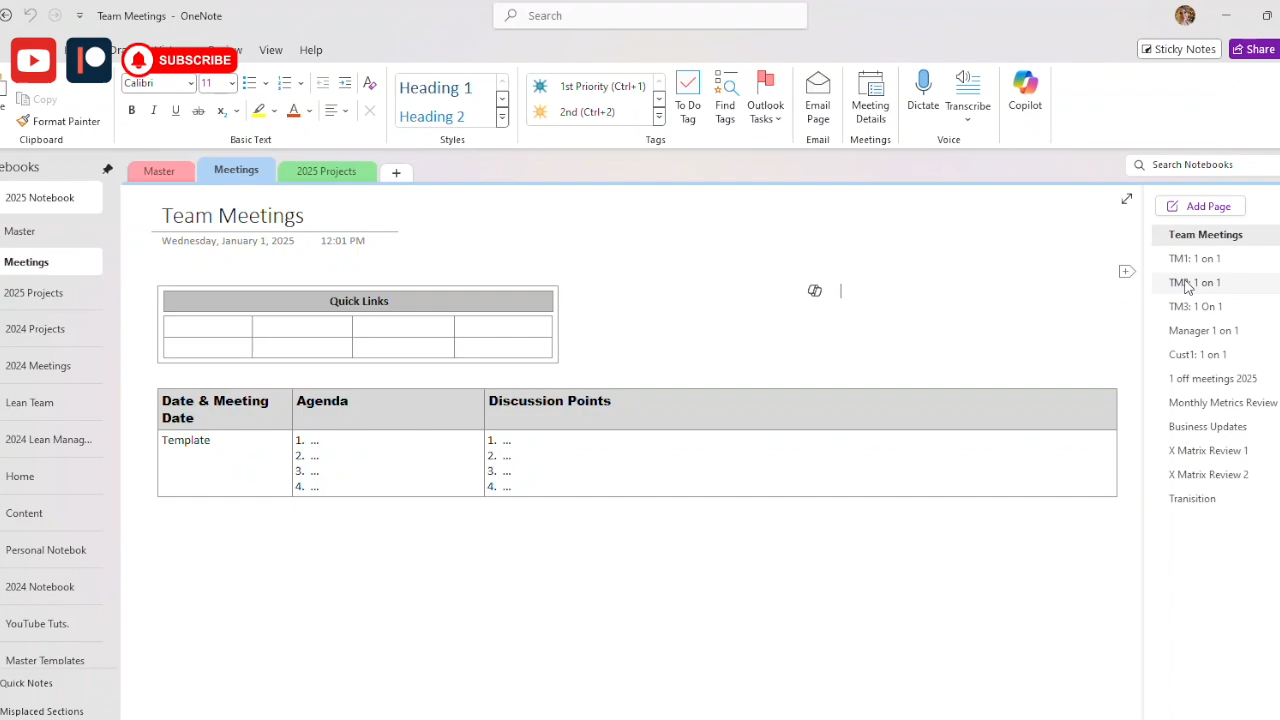 Team Meetings - OneNote
Search
View
Help
SUBSCRIBE
Sticky Notes
Share
Copy
Format Painter
Clipboard
Calibri
11
B I U ab x₂ A
Basic Text
Heading 1
Heading 2
Styles
1st Priority (Ctrl+1)
2nd (Ctrl+2)
To Do Tag
Find Tags
Outlook Tasks
Tags
Email Page
Email
Meeting Details
Meetings
Dictate
Transcribe
Voice
Copilot
ebooks
Master
Meetings
2025 Projects
+
Search Notebooks
2025 Notebook
Master
Meetings
2025 Projects
2024 Projects
2024 Meetings
Lean Team
2024 Lean Manag...
Home
Content
Personal Notebok
2024 Notebook
YouTube Tuts.
Master Templates
Quick Notes
Misplaced Sections
Team Meetings
Wednesday, January 1, 2025 12:01 PM
Quick Links
Date & Meeting Date
Agenda
Discussion Points
Template
1. ...
2. ...
3. ...
4. ...
1. ...
2. ...
3. ...
4. ...
Add Page
Team Meetings
TM1: 1 on 1
1 on 1
TM3: 1 On 1
Manager 1 on 1
Cust1: 1 on 1
1 off meetings 2025
Monthly Metrics Review
Business Updates
X Matrix Review 1
X Matrix Review 2
Tranisition